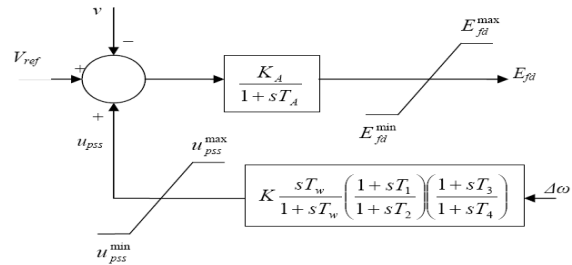 v
−
V_ref
+
+
u_pss
K_A / (1 + sT_A)
E_fd^max
E_fd
E_fd^min
u_pss^max
u_pss^min
K sT_w / (1 + sT_w) ((1 + sT_1) / (1 + sT_2)) ((1 + sT_3) / (1 + sT_4))
Δω